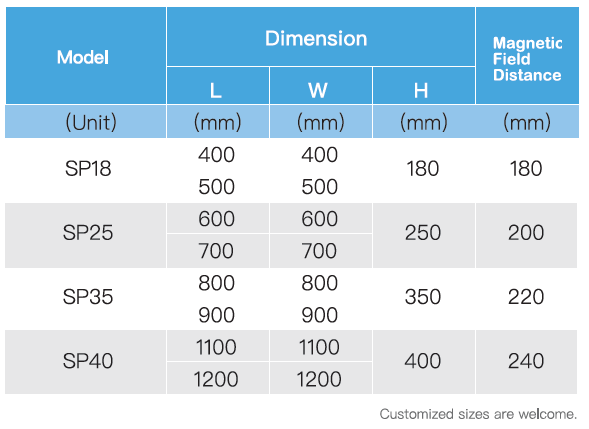 Model Dimension Magnetic Field Distance
L W H
(Unit) (mm) (mm) (mm) (mm)
SP18 400 400 180 180
500 500
SP25 600 600 250 200
700 700
SP35 800 800 350 220
900 900
SP40 1100 1100 400 240
1200 1200
Customized sizes are welcome.